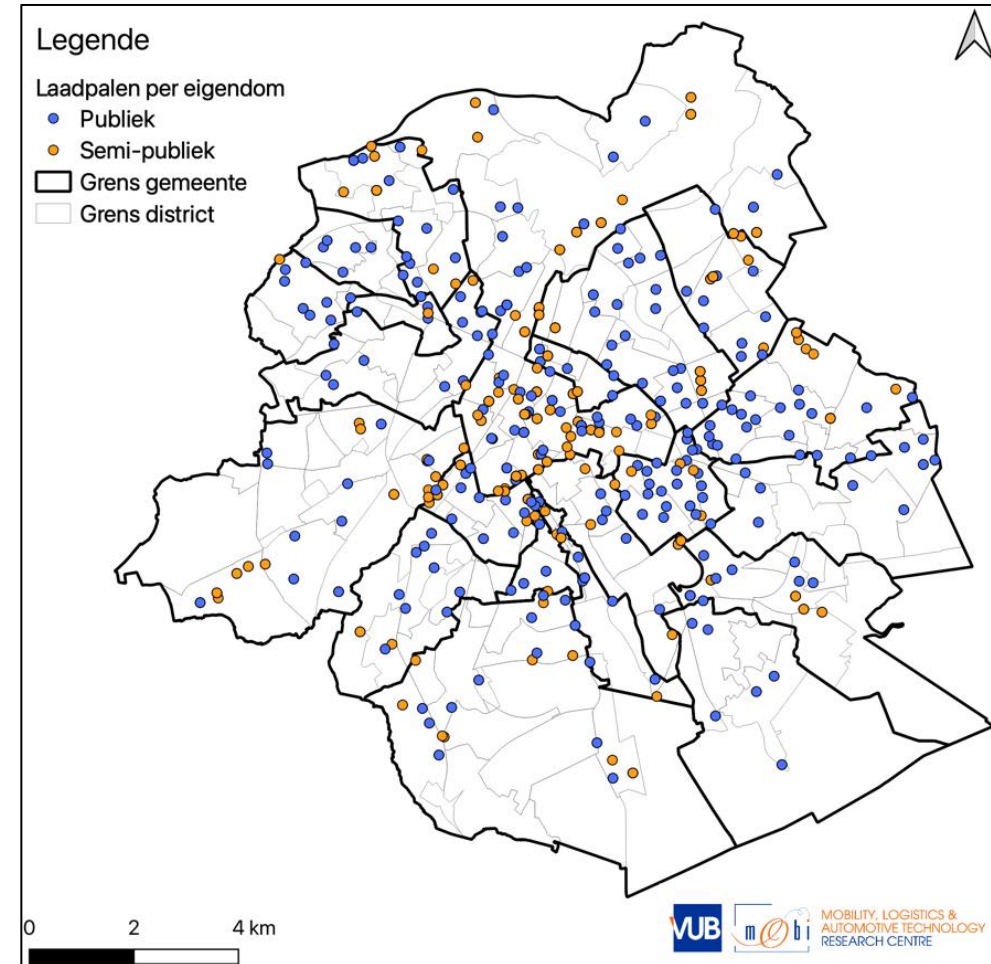 Legende
Laadpalen per eigendom
Publiek
Semi-publiek
Grens gemeente
Grens district
0 2 4 km
VUB
mobi
MOBILITY, LOGISTICS &
AUTOMOTIVE TECHNOLOGY
RESEARCH CENTRE